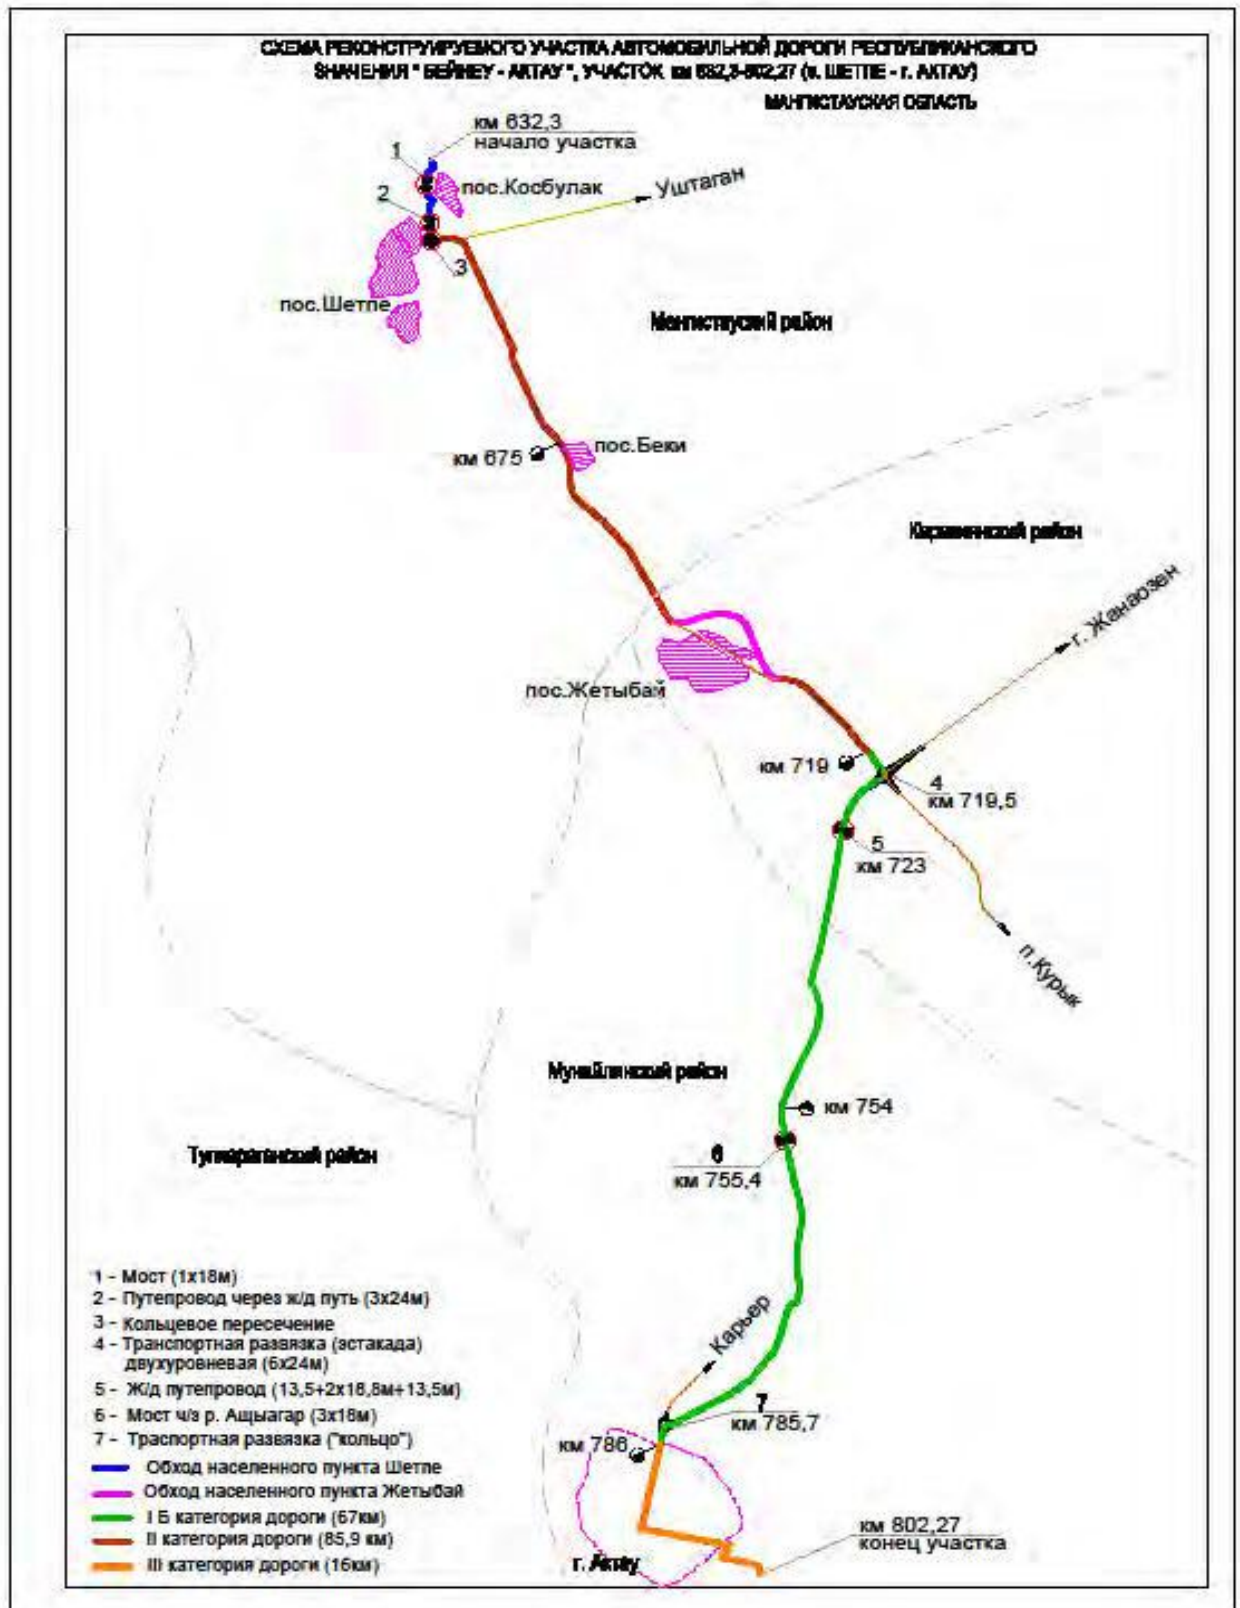 СХЕМА РЕКОНСТРУИРУЕМОГО УЧАСТКА АВТОМОБИЛЬНОЙ ДОРОГИ РЕСПУБЛИКАНСКОГО
ЗНАЧЕНИЯ " БЕЙНЕУ - АКТАУ ", УЧАСТОК км 632,3-802,27 (п. ШЕТПЕ - г. АКТАУ)
МАНГИСТАУСКАЯ ОБЛАСТЬ
км 632,3
начало участка
1
пос.Косбулак
Уштаган
2
3
пос.Шетпе
Мангистауский район
км 675
пос.Беки
Каракиянский район
г. Жанаозен
пос.Жетыбай
км 719
4
км 719,5
5
км 723
п.Курык
Мунайлинский район
км 754
6
км 755,4
Тупкараганский район
Карьер
7
км 785,7
км 786
км 802,27
конец участка
г. Актау
1 - Мост (1х18м)
2 - Путепровод через ж/д путь (3х24м)
3 - Кольцевое пересечение
4 - Транспортная развязка (эстакада)
двухуровневая (6х24м)
5 - Ж/д путепровод (13,5+2х18,8м+13,5м)
6 - Мост ч/з р. Ащыагар (3х18м)
7 - Траспортная развязка ("кольцо")
Обход населенного пункта Шетпе
Обход населенного пункта Жетыбай
I Б категория дороги (67км)
II категория дороги (85,9 км)
III категория дороги (16км)